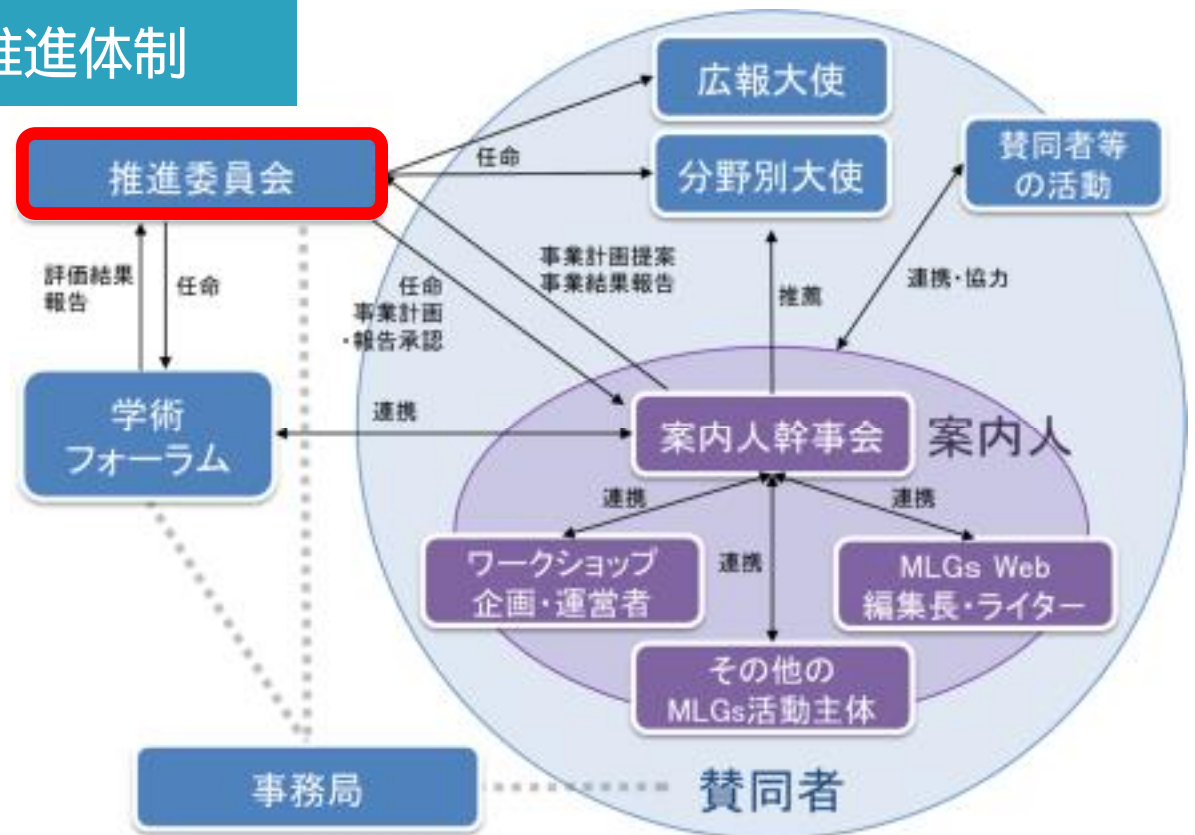 推進体制
広報大使
推進委員会
任命
分野別大使
賛同者等
の活動
評価結果
報告
任命
任命
事業計画
・報告承認
事業計画提案
事業結果報告
推薦
連携・協力
学術
フォーラム
連携
案内人幹事会
案内人
連携
連携
ワークショップ
企画・運営者
連携
MLGs Web
編集長・ライター
その他の
MLGs活動主体
事務局
賛同者